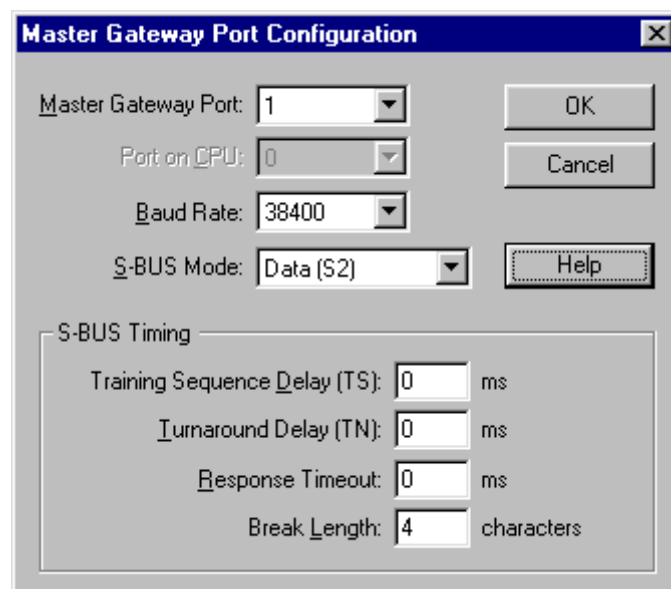 Master Gateway Port Configuration
Master Gateway Port: 1
OK
Port on CPU: 0
Cancel
Baud Rate: 38400
S-BUS Mode: Data (S2)
Help
S-BUS Timing
Training Sequence Delay (TS): 0 ms
Turnaround Delay (TN): 0 ms
Response Timeout: 0 ms
Break Length: 4 characters